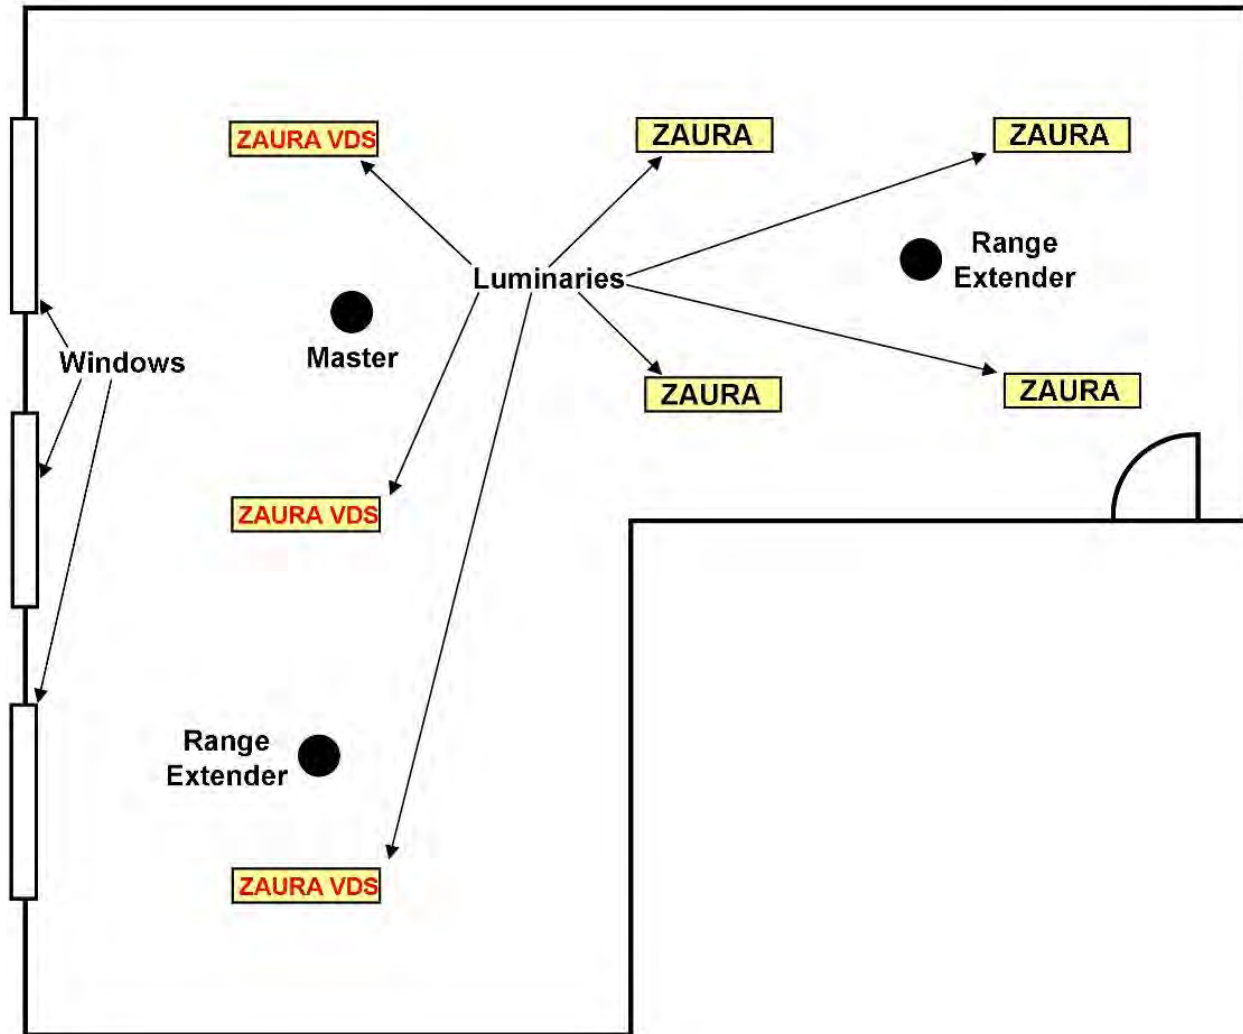 ZAURA VDS
ZAURA
ZAURA
Range
Extender
Luminaries
Master
Windows
ZAURA
ZAURA
ZAURA VDS
Range
Extender
ZAURA VDS